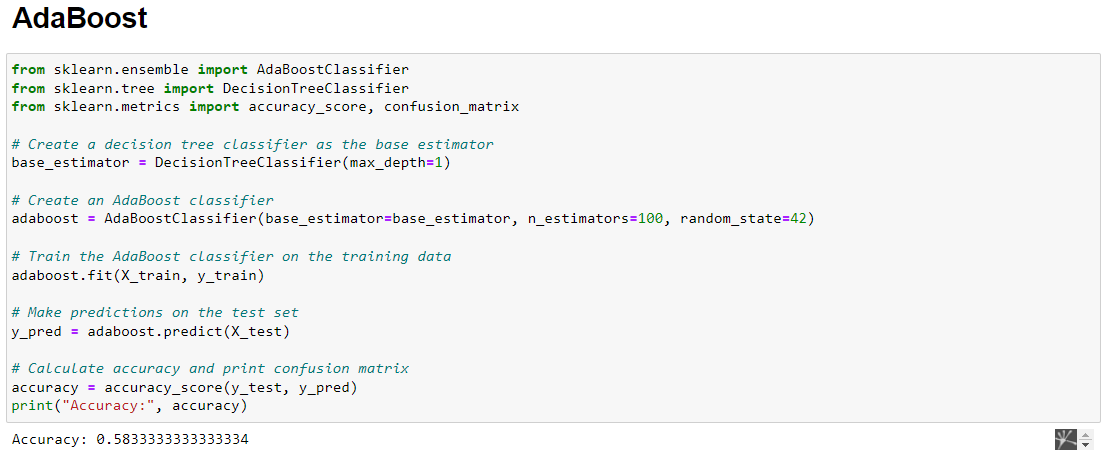 AdaBoost
from sklearn.ensemble import AdaBoostClassifier
from sklearn.tree import DecisionTreeClassifier
from sklearn.metrics import accuracy_score, confusion_matrix
# Create a decision tree classifier as the base estimator
base_estimator = DecisionTreeClassifier(max_depth=1)
# Create an AdaBoost classifier
adaboost = AdaBoostClassifier(base_estimator=base_estimator, n_estimators=100, random_state=42)
# Train the AdaBoost classifier on the training data
adaboost.fit(X_train, y_train)
# Make predictions on the test set
y_pred = adaboost.predict(X_test)
# Calculate accuracy and print confusion matrix
accuracy = accuracy_score(y_test, y_pred)
print("Accuracy:", accuracy)
Accuracy: 0.5833333333333334